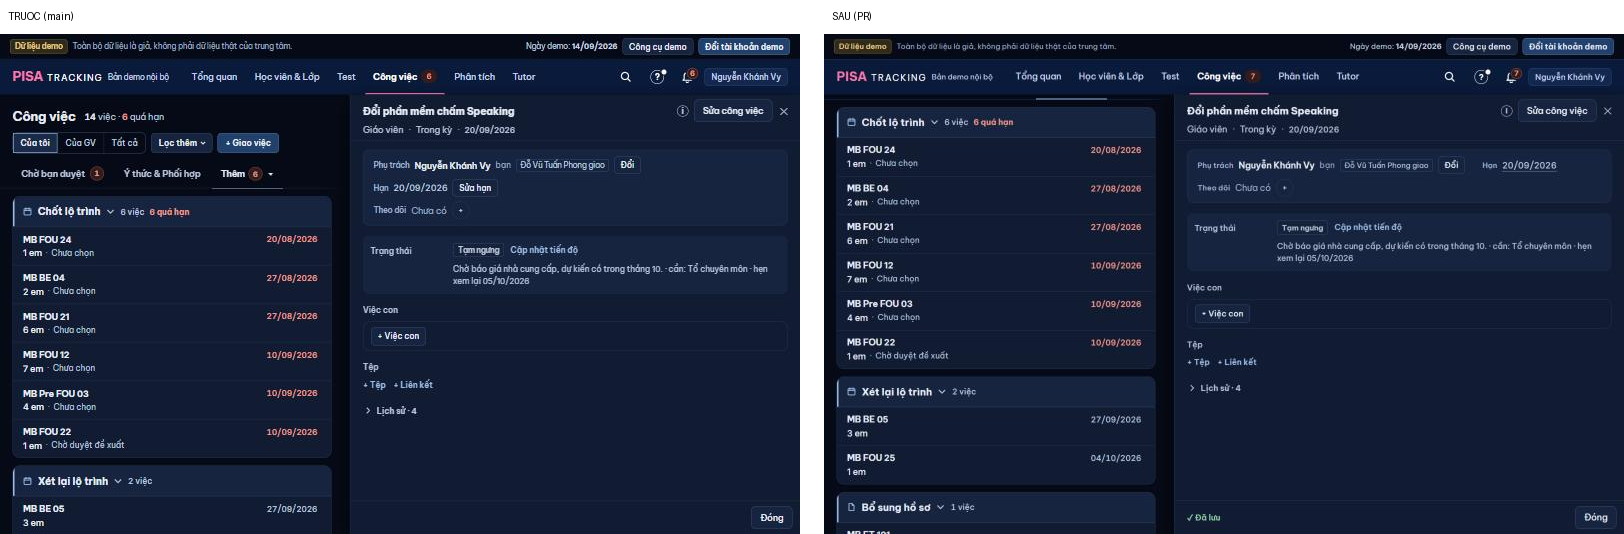 TRUOC (main)
Dữ liệu demo Toàn bộ dữ liệu là giả, không phải dữ liệu thật của trung tâm. Ngày demo: 14/09/2026 Công cụ demo Đổi tài khoản demo
PISA TRACKING Bản demo nội bộ Tổng quan Học viên & Lớp Test Công việc 6 Phân tích Tutor ? 6 Nguyễn Khánh Vy
Công việc 14 việc · 6 quá hạn
Của tôi Của GV Tất cả Lọc thêm + Giao việc
Chờ bạn duyệt 1 Ý thức & Phối hợp Thêm 6
Chốt lộ trình 6 việc 6 quá hạn
MB FOU 24 20/08/2026
1 em · Chưa chọn
MB BE 04 27/08/2026
2 em · Chưa chọn
MB FOU 21 27/08/2026
6 em · Chưa chọn
MB FOU 12 10/09/2026
7 em · Chưa chọn
MB Pre FOU 03 10/09/2026
4 em · Chưa chọn
MB FOU 22 10/09/2026
1 em · Chờ duyệt đề xuất
Xét lại lộ trình 2 việc
MB BE 05 27/09/2026
3 em
Đổi phần mềm chấm Speaking Sửa công việc
Giáo viên · Trong kỳ · 20/09/2026
Phụ trách Nguyễn Khánh Vy bạn Đỗ Vũ Tuấn Phong giao Đổi
Hạn 20/09/2026 Sửa hạn
Theo dõi Chưa có +
Trạng thái Tạm ngưng Cập nhật tiến độ
Chờ báo giá nhà cung cấp, dự kiến có trong tháng 10. · cần: Tổ chuyên môn · hẹn
xem lại 05/10/2026
Việc con
+ Việc con
Tệp
+ Tệp + Liên kết
Lịch sử · 4
Đóng
SAU (PR)
Dữ liệu demo Toàn bộ dữ liệu là giả, không phải dữ liệu thật của trung tâm. Ngày demo: 14/09/2026 Công cụ demo Đổi tài khoản demo
PISA TRACKING Bản demo nội bộ Tổng quan Học viên & Lớp Test Công việc 7 Phân tích Tutor ? 7 Nguyễn Khánh Vy
Chốt lộ trình 6 việc 6 quá hạn
MB FOU 24 20/08/2026
1 em · Chưa chọn
MB BE 04 27/08/2026
2 em · Chưa chọn
MB FOU 21 27/08/2026
6 em · Chưa chọn
MB FOU 12 10/09/2026
7 em · Chưa chọn
MB Pre FOU 03 10/09/2026
4 em · Chưa chọn
MB FOU 22 10/09/2026
1 em · Chờ duyệt đề xuất
Xét lại lộ trình 2 việc
MB BE 05 27/09/2026
3 em
MB FOU 25 04/10/2026
1 em
Bổ sung hồ sơ 1 việc
Đổi phần mềm chấm Speaking Sửa công việc
Giáo viên · Trong kỳ · 20/09/2026
Phụ trách Nguyễn Khánh Vy bạn Đỗ Vũ Tuấn Phong giao Đổi Hạn 20/09/2026
Theo dõi Chưa có +
Trạng thái Tạm ngưng Cập nhật tiến độ
Chờ báo giá nhà cung cấp, dự kiến có trong tháng 10. · cần: Tổ chuyên môn · hẹn
xem lại 05/10/2026
Việc con
+ Việc con
Tệp
+ Tệp + Liên kết
Lịch sử · 4
✓ Đã lưu Đóng